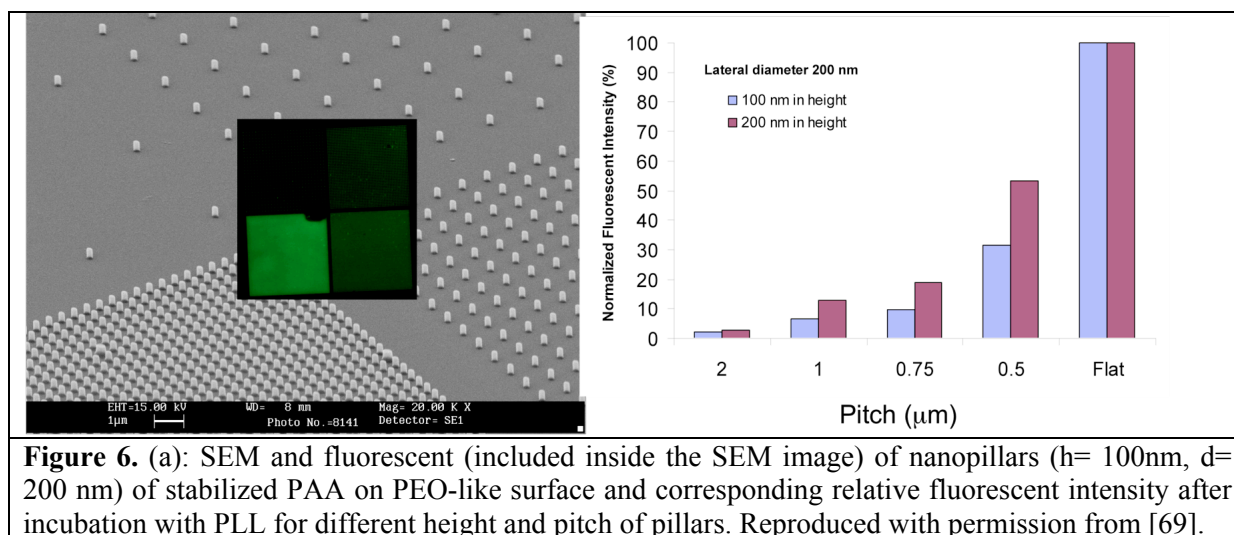 EHT=15.00 kV WD= 8 mm Mag= 20.00 K X
1µm Photo No.=8141 Detector= SE1
100
90
80
70
60
50
40
30
20
10
0
Normalized Fluorescent Intensity (%)
Lateral diameter 200 nm
100 nm in height
200 nm in height
2 1 0.75 0.5 Flat
Pitch (µm)
Figure 6. (a): SEM and fluorescent (included inside the SEM image) of nanopillars (h= 100nm, d=
200 nm) of stabilized PAA on PEO-like surface and corresponding relative fluorescent intensity after
incubation with PLL for different height and pitch of pillars. Reproduced with permission from [69].